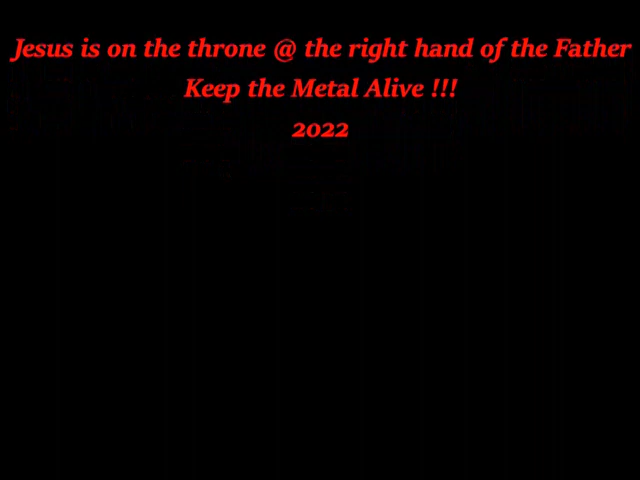 Jesus is on the throne @ the right hand of the Father
Keep the Metal Alive !!!
2022